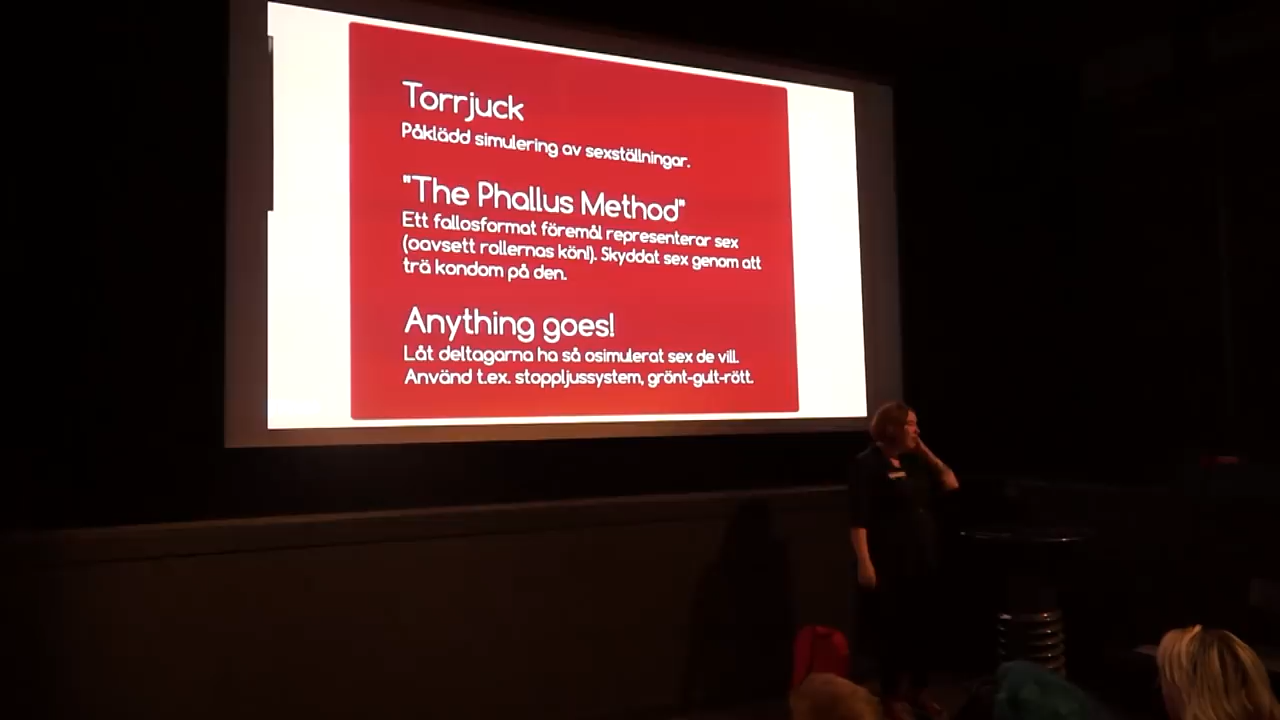 Torrjuck
Påklädd simulering av sexställningar.
"The Phallus Method"
Ett fallosformat föremål representerar sex
(oavsett rollernas kön!). Skyddat sex genom att
trä kondom på den.
Anything goes!
Låt deltagarna ha så osimulerat sex de vill.
Använd t.ex. stoppljussystem, grönt-gult-rött.